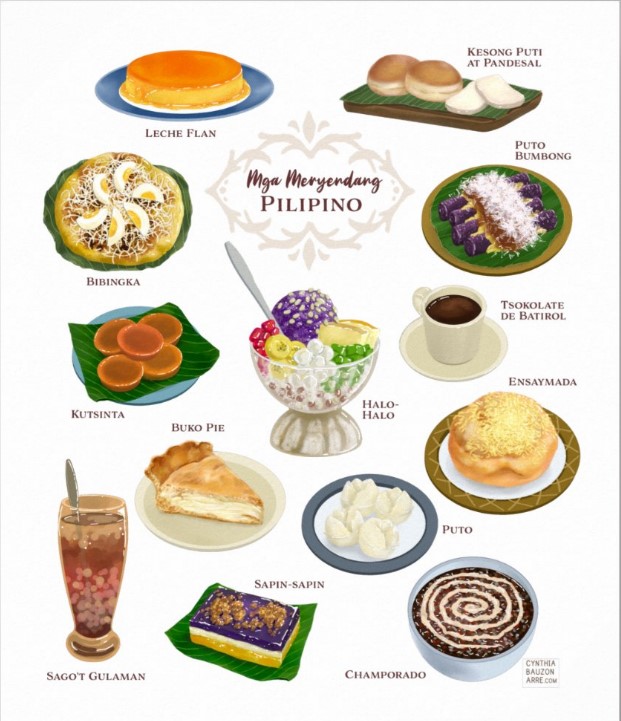 Kesong Puti
at Pandesal
Leche Flan
Puto
Bumbong
Mga Meryendang
Pilipino
Bibingka
Tsokolate
de Batirol
Kutsinta
Halo-
Halo
Ensaymada
Buko Pie
Puto
Sapin-sapin
Sago't Gulaman
Champorado
CYNTHIA
BAUZON
ARRE.COM